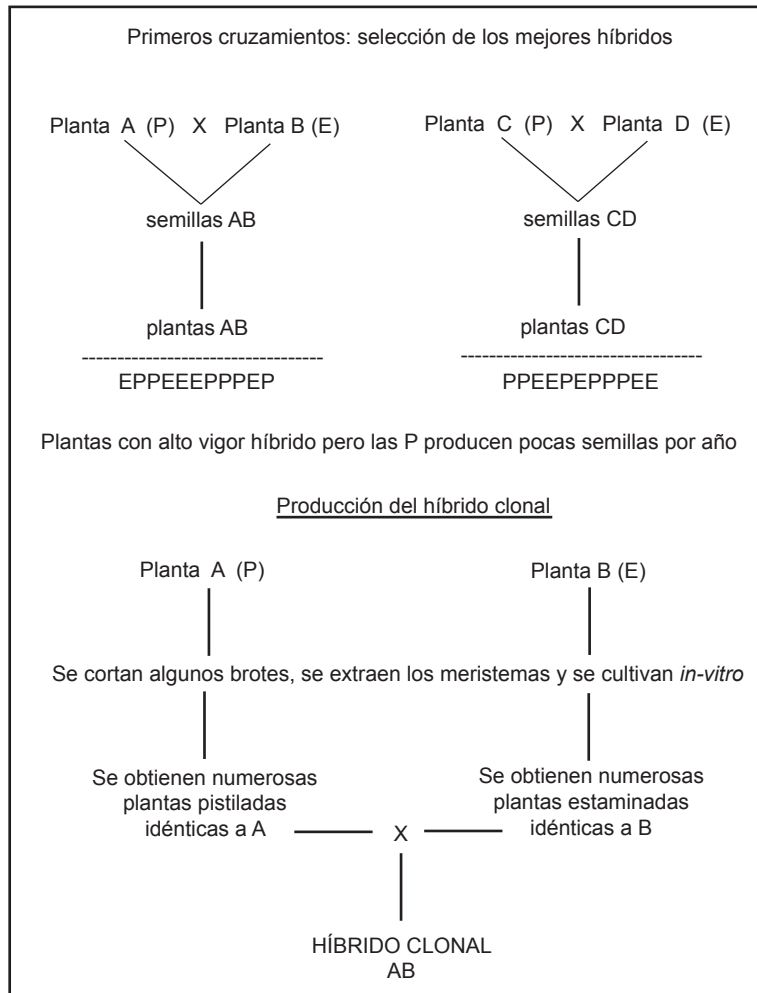 Primeros cruzamientos: selección de los mejores híbridos
Planta A (P) X Planta B (E)
Planta C (P) X Planta D (E)
semillas AB
semillas CD
plantas AB
plantas CD
----------------------------------
----------------------------------
EPPEEEPPPEP
PPEEPEPPPEE
Plantas con alto vigor híbrido pero las P producen pocas semillas por año
Producción del híbrido clonal
Planta A (P)
Planta B (E)
Se cortan algunos brotes, se extraen los meristemas y se cultivan in-vitro
Se obtienen numerosas
plantas pistiladas
idénticas a A
X
Se obtienen numerosas
plantas estaminadas
idénticas a B
HÍBRIDO CLONAL
AB